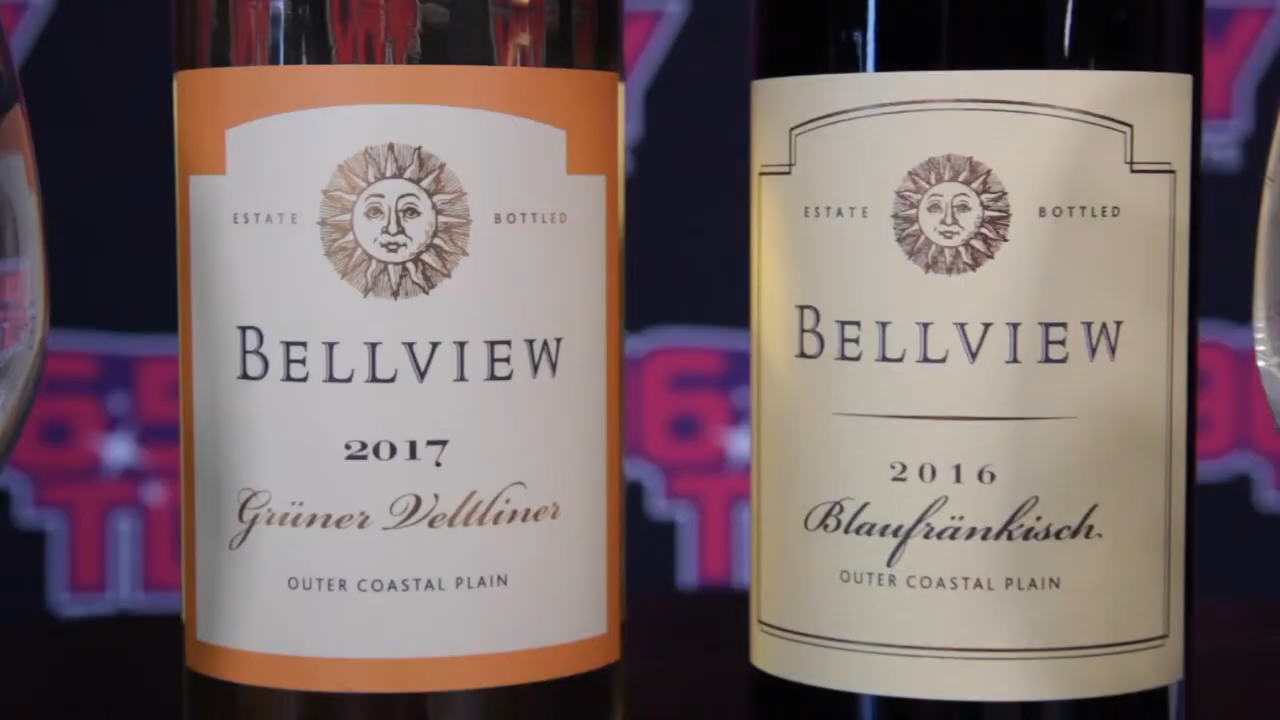 ESTATE BOTTLED
BELLVIEW
2017
Grüner Veltliner
OUTER COASTAL PLAIN
ESTATE BOTTLED
BELLVIEW
2016
Blaufränkisch
OUTER COASTAL PLAIN